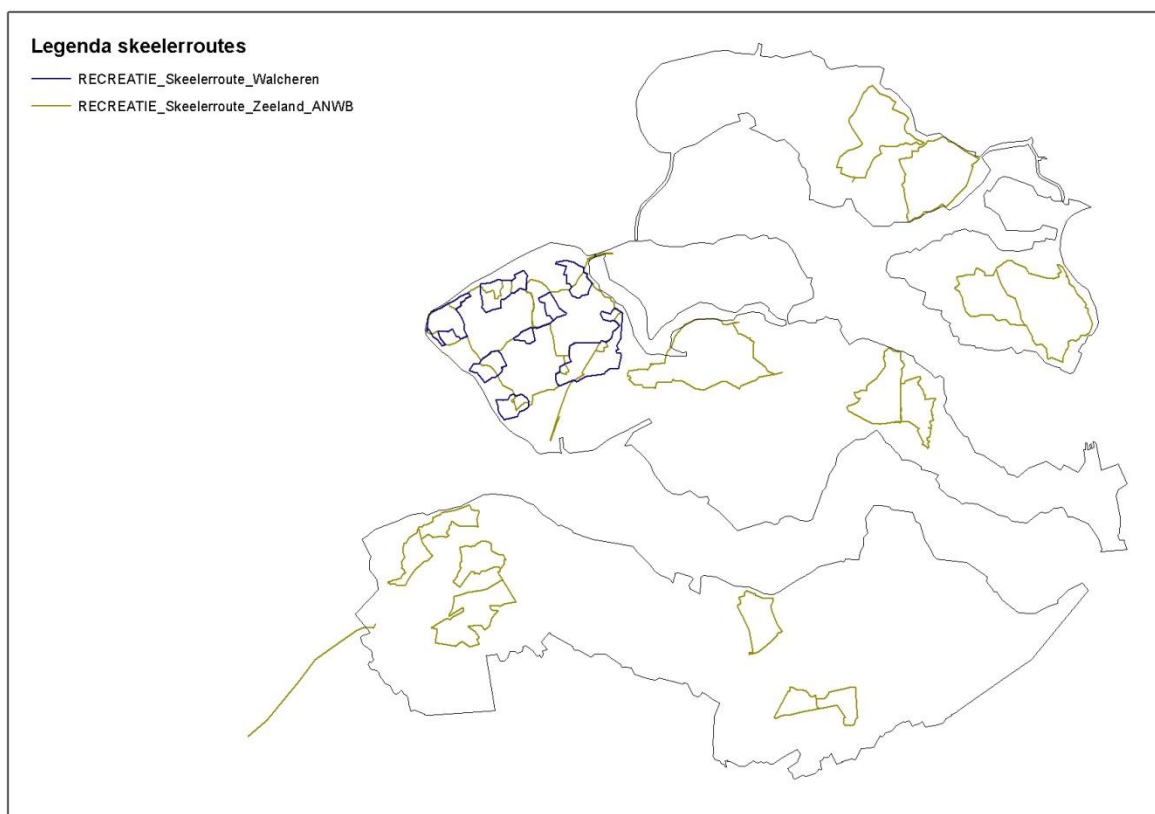 Legenda skeelerroutes
RECREATIE_Skeelerroute_Walcheren
RECREATIE_Skeelerroute_Zeeland_ANWB